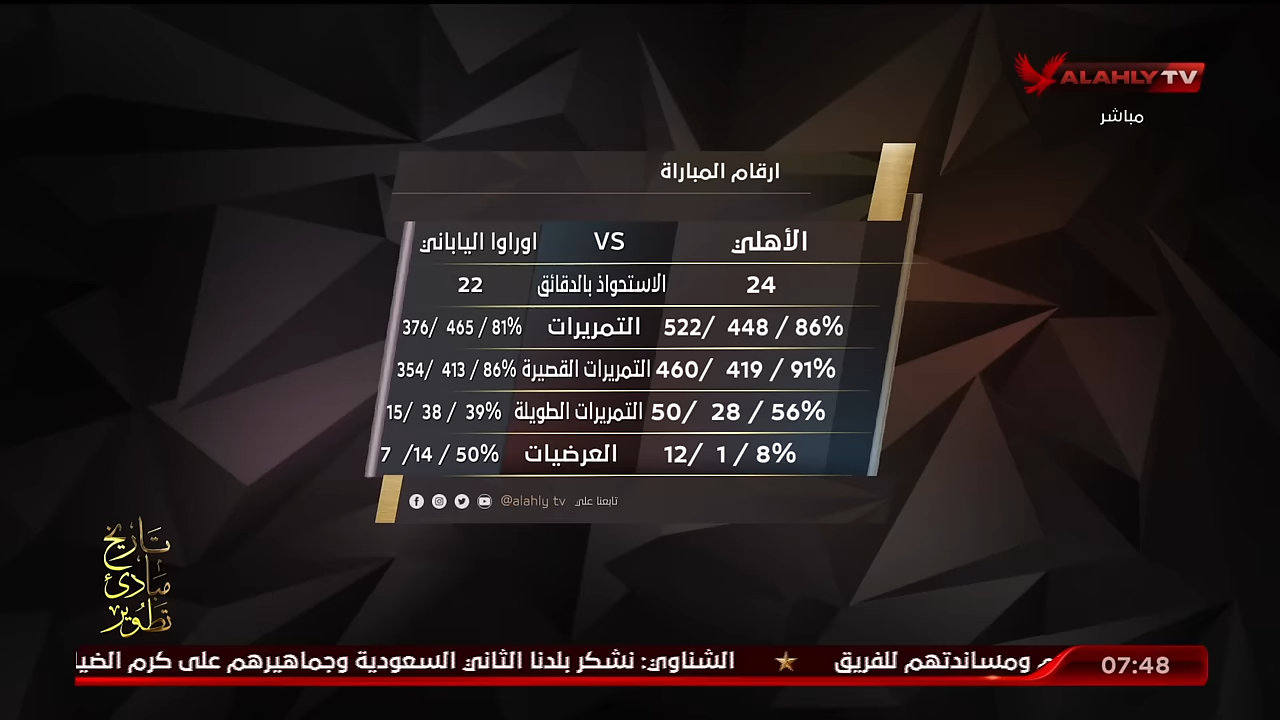 ALAHLY TV
مباشر
ارقام المباراة
الأهلي VS اوراوا الياباني
24 الاستحواذ بالدقائق 22
522/ 448 / 86% التمريرات 376/ 465 / 81%
460/ 419 / 91% التمريرات القصيرة 354/ 413 / 86%
50/ 28 / 56% التمريرات الطويلة 15/ 38 / 39%
12/ 1 / 8% العرضيات 7 /14 / 50%
تابعنا علي @alahly tv
تاريخ
مبادئ
تطوير
07:48 ومساندتهم للفريق ★ الشناوي: نشكر بلدنا الثاني السعودية وجماهيرهم على كرم